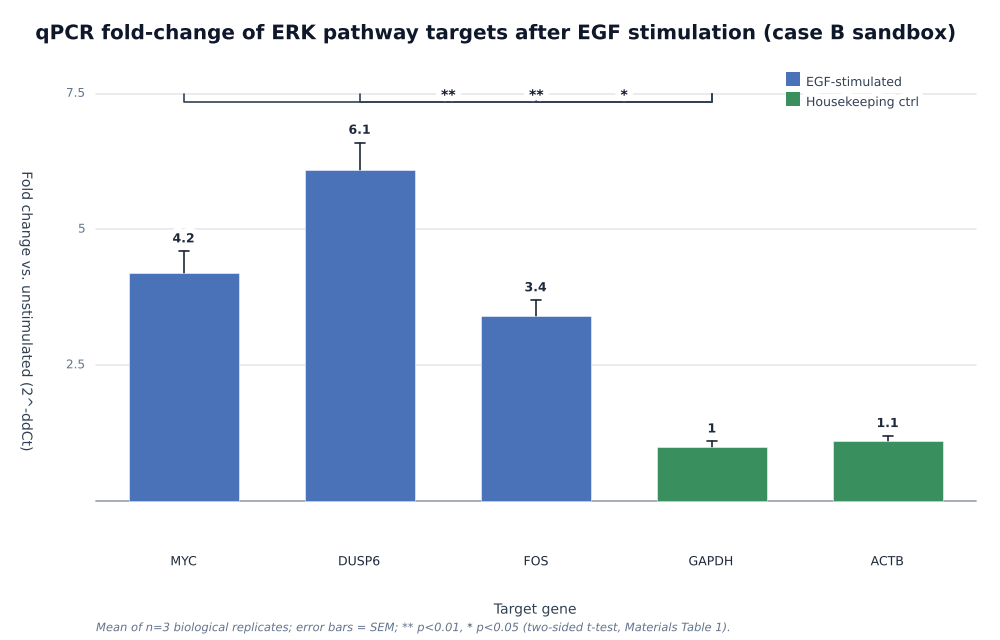 qPCR fold-change of ERK pathway targets after EGF stimulation (case B sandbox)
EGF-stimulated
Housekeeping ctrl
7.5
** ** *
6.1
5
4.2
3.4
2.5
1
1.1
Fold change vs. unstimulated (2^-ddCt)
MYC DUSP6 FOS GAPDH ACTB
Target gene
Mean of n=3 biological replicates; error bars = SEM; ** p<0.01, * p<0.05 (two-sided t-test, Materials Table 1).